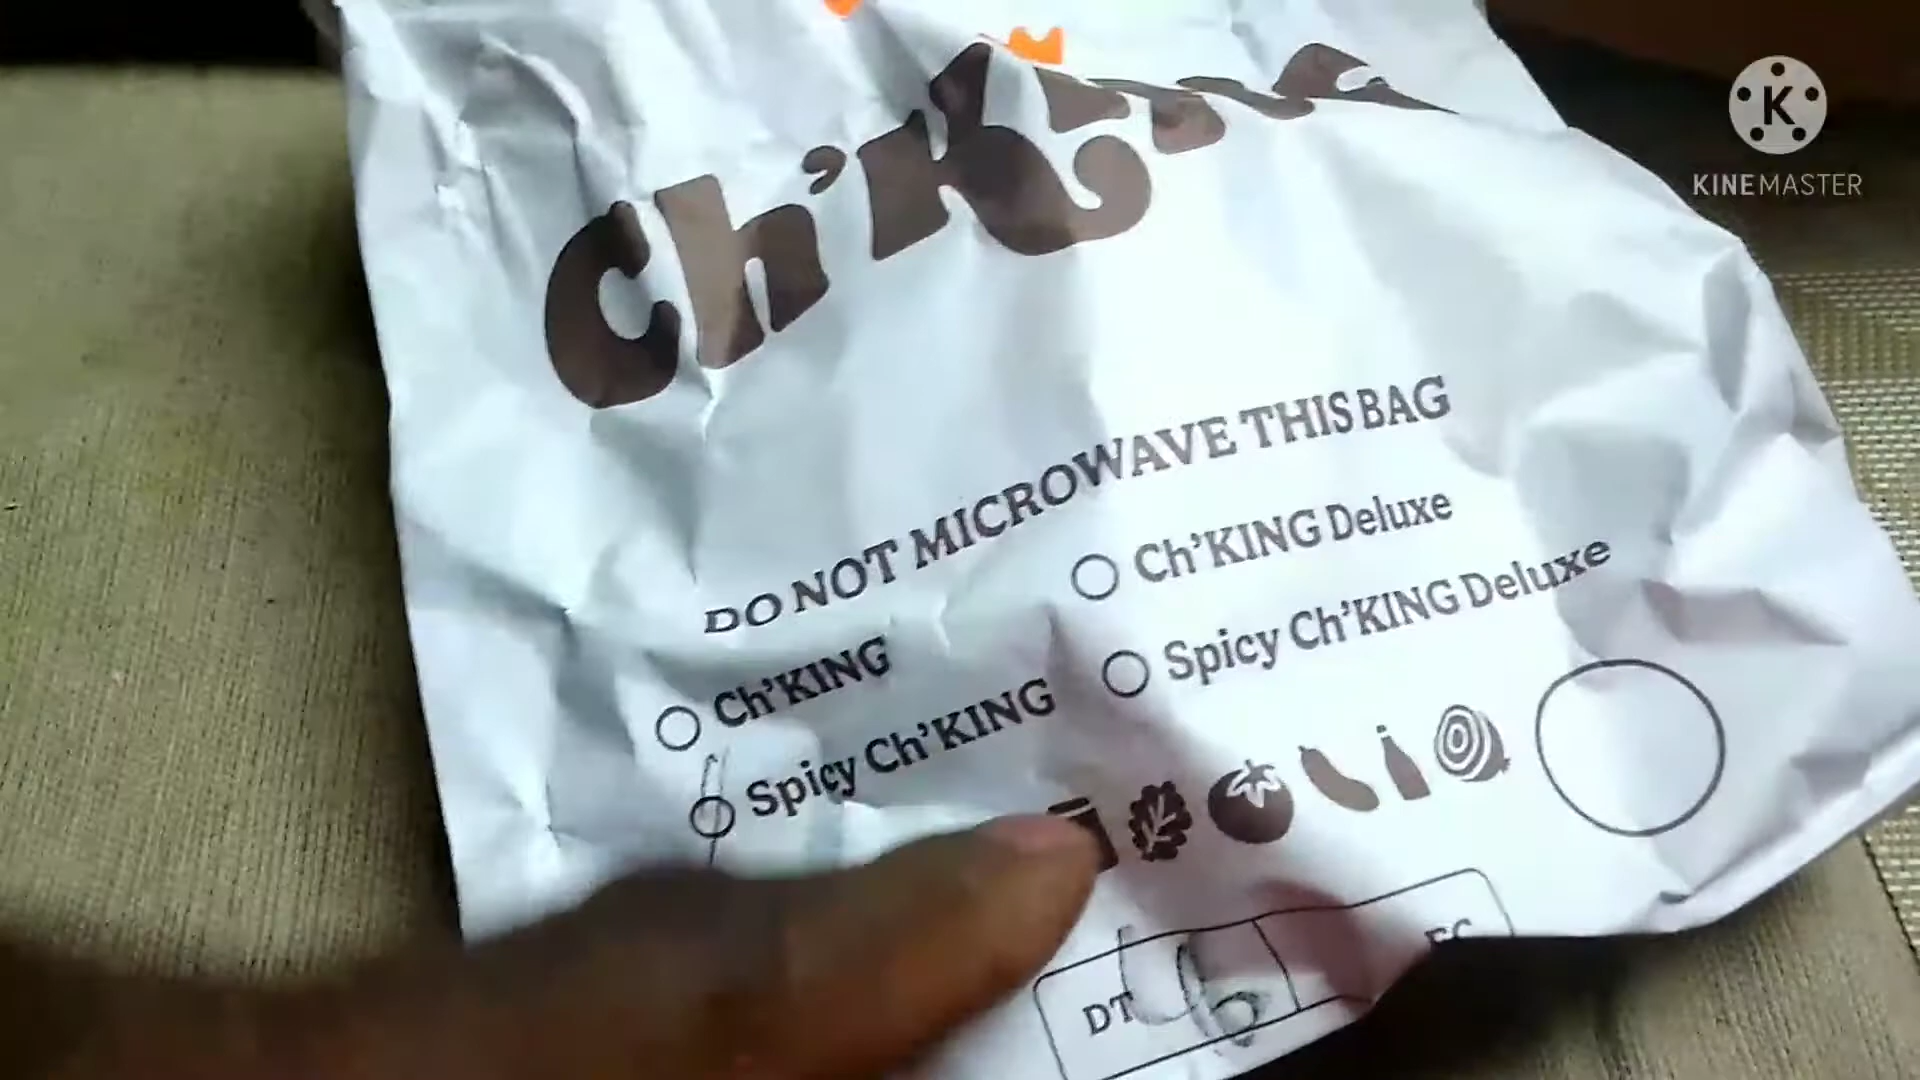 Ch'King
K
KINEMASTER
DO NOT MICROWAVE THIS BAG
Ch'KING
Ch'KING Deluxe
Spicy Ch'KING
Spicy Ch'KING Deluxe
DT